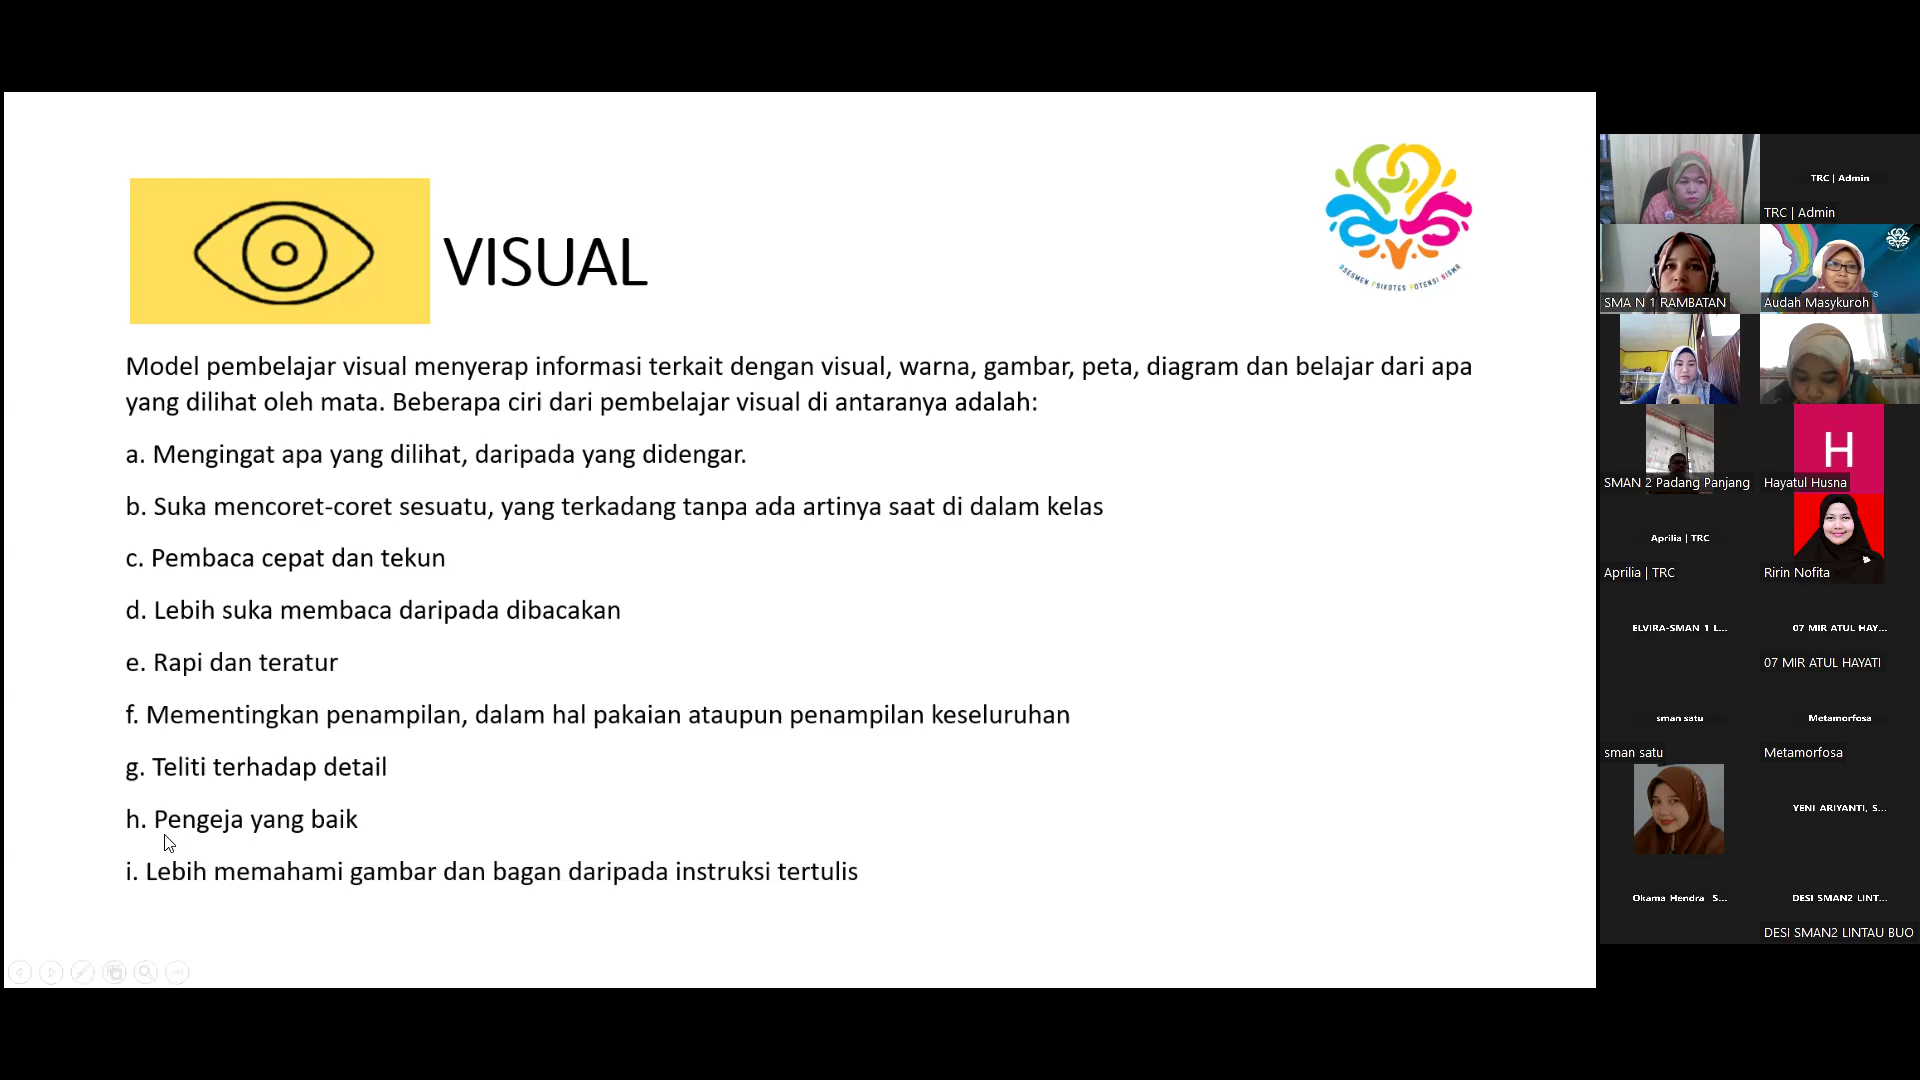 VISUAL
ASESMEN PSIKOTES POTENSI SISWA
Model pembelajar visual menyerap informasi terkait dengan visual, warna, gambar, peta, diagram dan belajar dari apa
yang dilihat oleh mata. Beberapa ciri dari pembelajar visual di antaranya adalah:
a. Mengingat apa yang dilihat, daripada yang didengar.
b. Suka mencoret-coret sesuatu, yang terkadang tanpa ada artinya saat di dalam kelas
c. Pembaca cepat dan tekun
d. Lebih suka membaca daripada dibacakan
e. Rapi dan teratur
f. Mementingkan penampilan, dalam hal pakaian ataupun penampilan keseluruhan
g. Teliti terhadap detail
h. Pengeja yang baik
i. Lebih memahami gambar dan bagan daripada instruksi tertulis
TRC | Admin
TRC | Admin
SMA N 1 RAMBATAN
Audah Masykuroh
SMAN 2 Padang Panjang
H
Hayatul Husna
Aprilia | TRC
Aprilia | TRC
Ririn Nofita
ELVIRA-SMAN 1 L...
07 MIR ATUL HAY...
07 MIR ATUL HAYATI
sman satu
sman satu
Metamorfosa
Metamorfosa
YENI ARIYANTI, S...
Okama Hendra S...
DESI SMAN2 LINT...
DESI SMAN2 LINTAU BUO